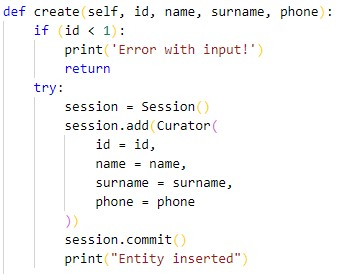 def create(self, id, name, surname, phone):
    if (id < 1):
        print('Error with input!')
        return
    try:
        session = Session()
        session.add(Curator(
            id = id,
            name = name,
            surname = surname,
            phone = phone
        ))
        session.commit()
        print("Entity inserted")